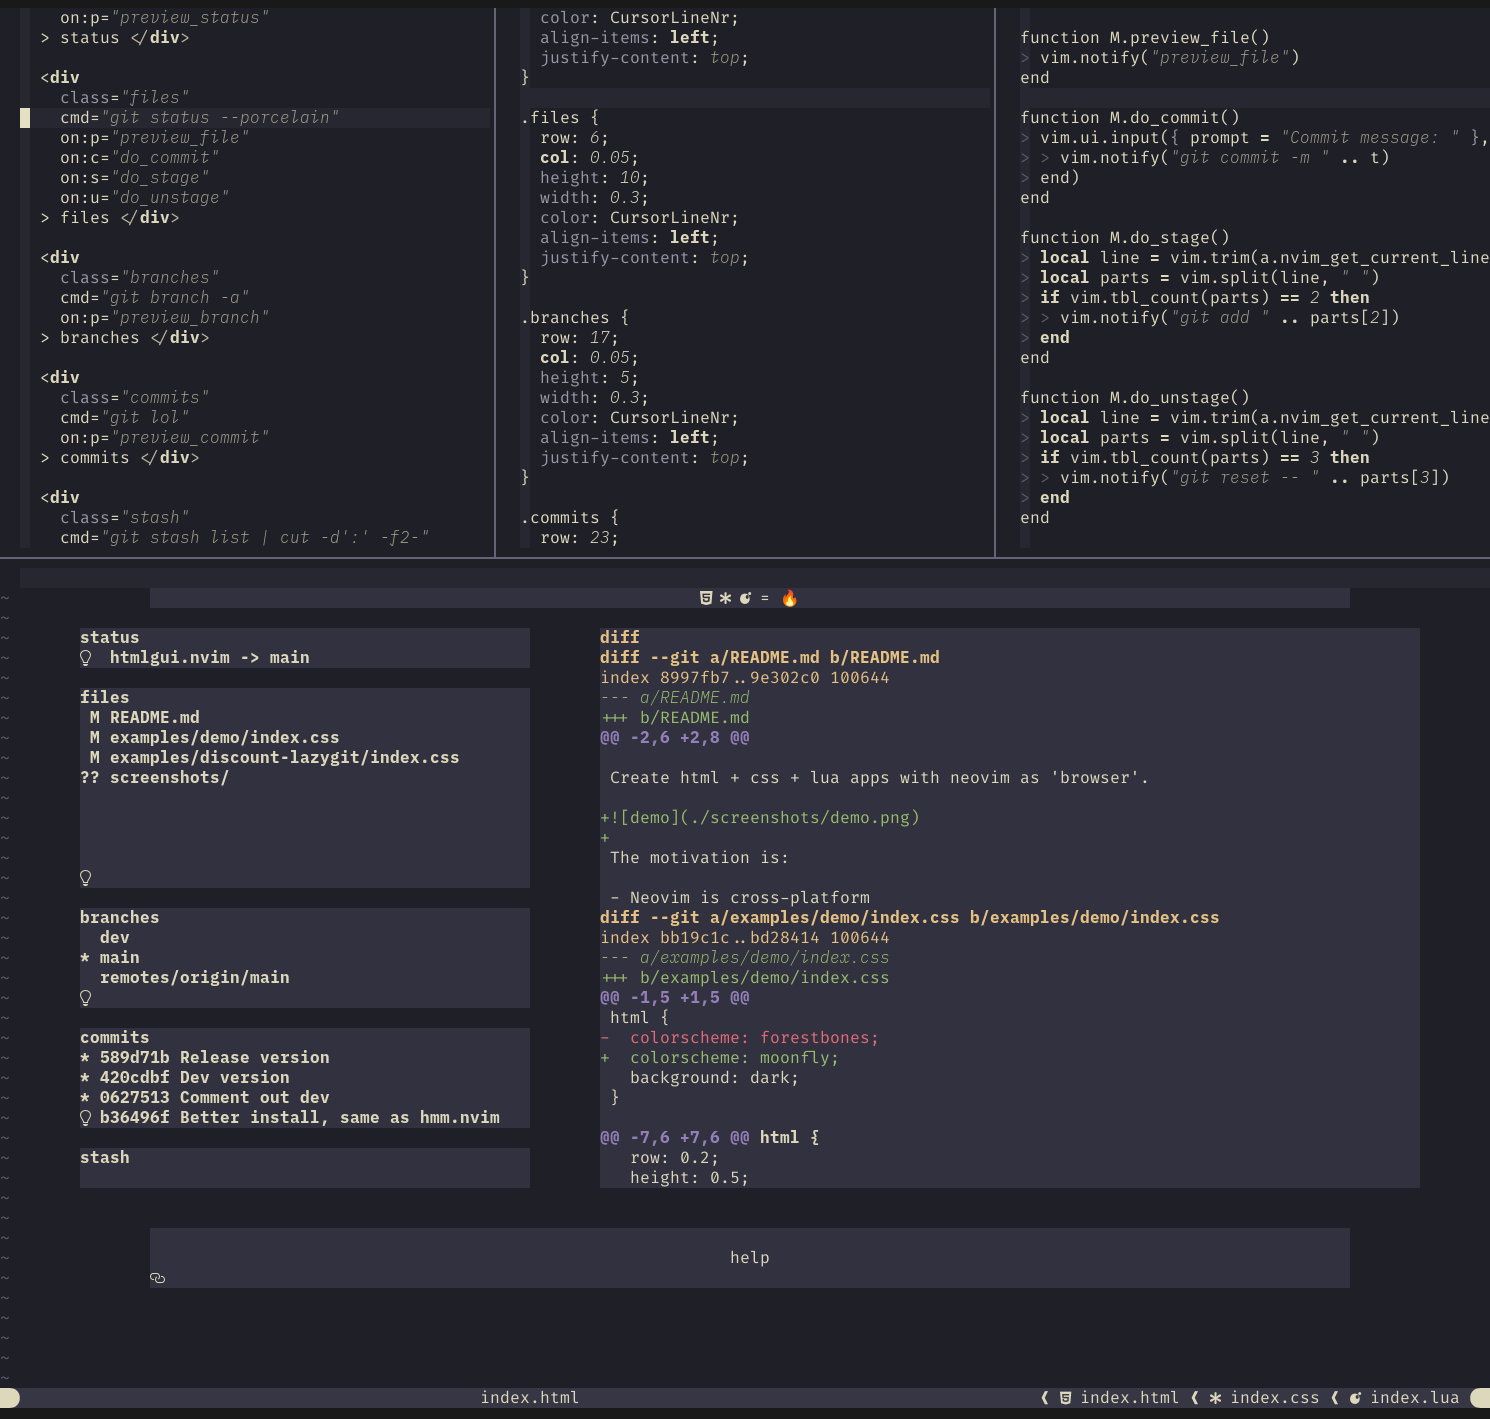 on:p="preview_status"
> status </div>
<div
class="files"
cmd="git status --porcelain"
on:p="preview_file"
on:c="do_commit"
on:s="do_stage"
on:u="do_unstage"
> files </div>
<div
class="branches"
cmd="git branch -a"
on:p="preview_branch"
> branches </div>
<div
class="commits"
cmd="git lol"
on:p="preview_commit"
> commits </div>
<div
class="stash"
cmd="git stash list | cut -d':' -f2-"
color: CursorLineNr;
align-items: left;
justify-content: top;
}
.files {
row: 6;
col: 0.05;
height: 10;
width: 0.3;
color: CursorLineNr;
align-items: left;
justify-content: top;
}
.branches {
row: 17;
col: 0.05;
height: 5;
width: 0.3;
color: CursorLineNr;
align-items: left;
justify-content: top;
}
.commits {
row: 23;
function M.preview_file()
> vim.notify("preview_file")
end
function M.do_commit()
> vim.ui.input({ prompt = "Commit message: " },
> > vim.notify("git commit -m " .. t)
> end)
end
function M.do_stage()
> local line = vim.trim(a.nvim_get_current_line
> local parts = vim.split(line, " ")
> if vim.tbl_count(parts) == 2 then
> > vim.notify("git add " .. parts[2])
> end
end
function M.do_unstage()
> local line = vim.trim(a.nvim_get_current_line
> local parts = vim.split(line, " ")
> if vim.tbl_count(parts) == 3 then
> > vim.notify("git reset -- " .. parts[3])
> end
end
= 🔥
status
htmlgui.nvim -> main
files
M README.md
M examples/demo/index.css
M examples/discount-lazygit/index.css
?? screenshots/
branches
dev
* main
remotes/origin/main
commits
* 589d71b Release version
* 420cdbf Dev version
* 0627513 Comment out dev
b36496f Better install, same as hmm.nvim
stash
diff
diff --git a/README.md b/README.md
index 8997fb7..9e302c0 100644
--- a/README.md
+++ b/README.md
@@ -2,6 +2,8 @@
Create html + css + lua apps with neovim as 'browser'.
+![demo](./screenshots/demo.png)
+
The motivation is:
- Neovim is cross-platform
diff --git a/examples/demo/index.css b/examples/demo/index.css
index bb19c1c..bd28414 100644
--- a/examples/demo/index.css
+++ b/examples/demo/index.css
@@ -1,5 +1,5 @@
html {
-  colorscheme: forestbones;
+  colorscheme: moonfly;
background: dark;
}
@@ -7,6 +7,6 @@ html {
row: 0.2;
height: 0.5;
help
index.html
index.html
index.css
index.lua